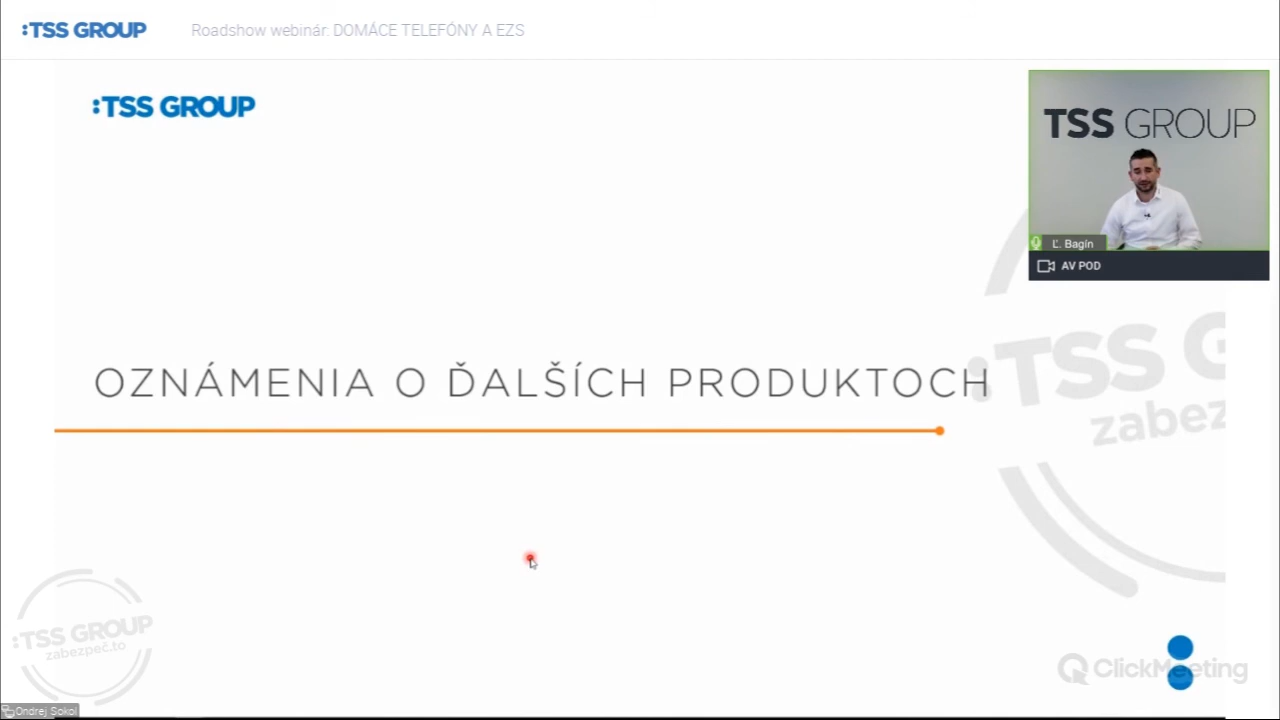 :TSS GROUP
Roadshow webinár: DOMÁCE TELEFÓNY A EZS
:TSS GROUP
TSS GROUP
Ľ. Bagín
AV POD
OZNÁMENIA O ĎALŠÍCH PRODUKTOCH
:TSS G
zabezp
:TSS GROUP
zabezpeč.to
ClickMeeting
Ondrej Sokol